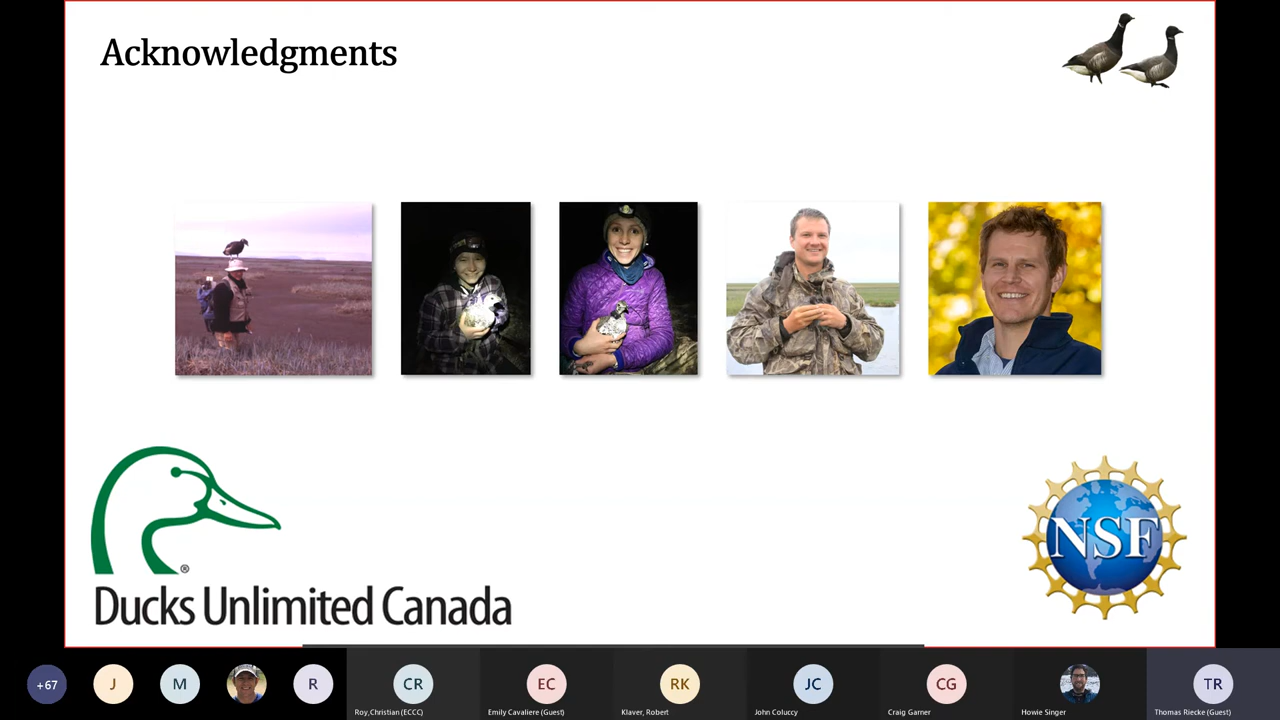 Acknowledgments
®
Ducks Unlimited Canada
NSF
+67
J
M
R
CR
EC
RK
JC
CG
TR
Roy,Christian (ECCC)
Emily Cavaliere (Guest)
Klaver, Robert
John Coluccy
Craig Garner
Howie Singer
Thomas Riecke (Guest)